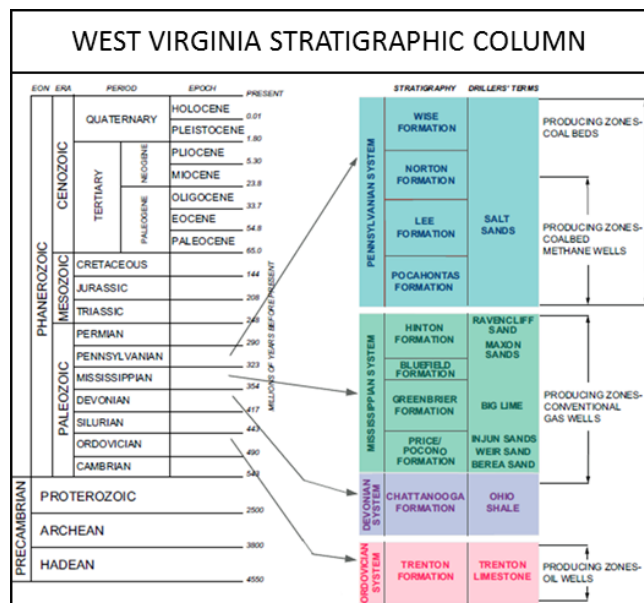 WEST VIRGINIA STRATIGRAPHIC COLUMN
EON ERA PERIOD EPOCH PRESENT
PHANEROZOIC
CENOZOIC
QUATERNARY
HOLOCENE
0.01
PLEISTOCENE
1.80
TERTIARY
NEOGENE
PLIOCENE
5.30
MIOCENE
23.8
PALEOGENE
OLIGOCENE
33.7
EOCENE
54.8
PALEOCENE
65.0
MESOZOIC
CRETACEOUS
144
JURASSIC
208
TRIASSIC
248
PALEOZOIC
PERMIAN
290
PENNSYLVANIAN
323
MISSISSIPPIAN
354
DEVONIAN
417
SILURIAN
443
ORDOVICIAN
490
CAMBRIAN
543
PRECAMBRIAN
PROTEROZOIC
2500
ARCHEAN
3800
HADEAN
4550
MILLIONS OF YEARS BEFORE PRESENT
STRATIGRAPHY DRILLERS' TERMS
PENNSYLVANIAN SYSTEM
WISE
FORMATION
NORTON
FORMATION
LEE
FORMATION
POCAHONTAS
FORMATION
SALT
SANDS
PRODUCING ZONES-
COAL BEDS
PRODUCING ZONES-
COALBED
METHANE WELLS
MISSISSIPPIAN SYSTEM
HINTON
FORMATION
BLUEFIELD
FORMATION
GREENBRIER
FORMATION
PRICE/
POCONO
FORMATION
RAVENCLIFF
SAND
MAXON
SANDS
BIG LIME
INJUN SANDS
WEIR SAND
BEREA SAND
PRODUCING ZONES-
CONVENTIONAL
GAS WELLS
DEVONIAN
SYSTEM
CHATTANOOGA
FORMATION
OHIO
SHALE
ORDOVICIAN
SYSTEM
TRENTON
FORMATION
TRENTON
LIMESTONE
PRODUCING ZONES-
OIL WELLS